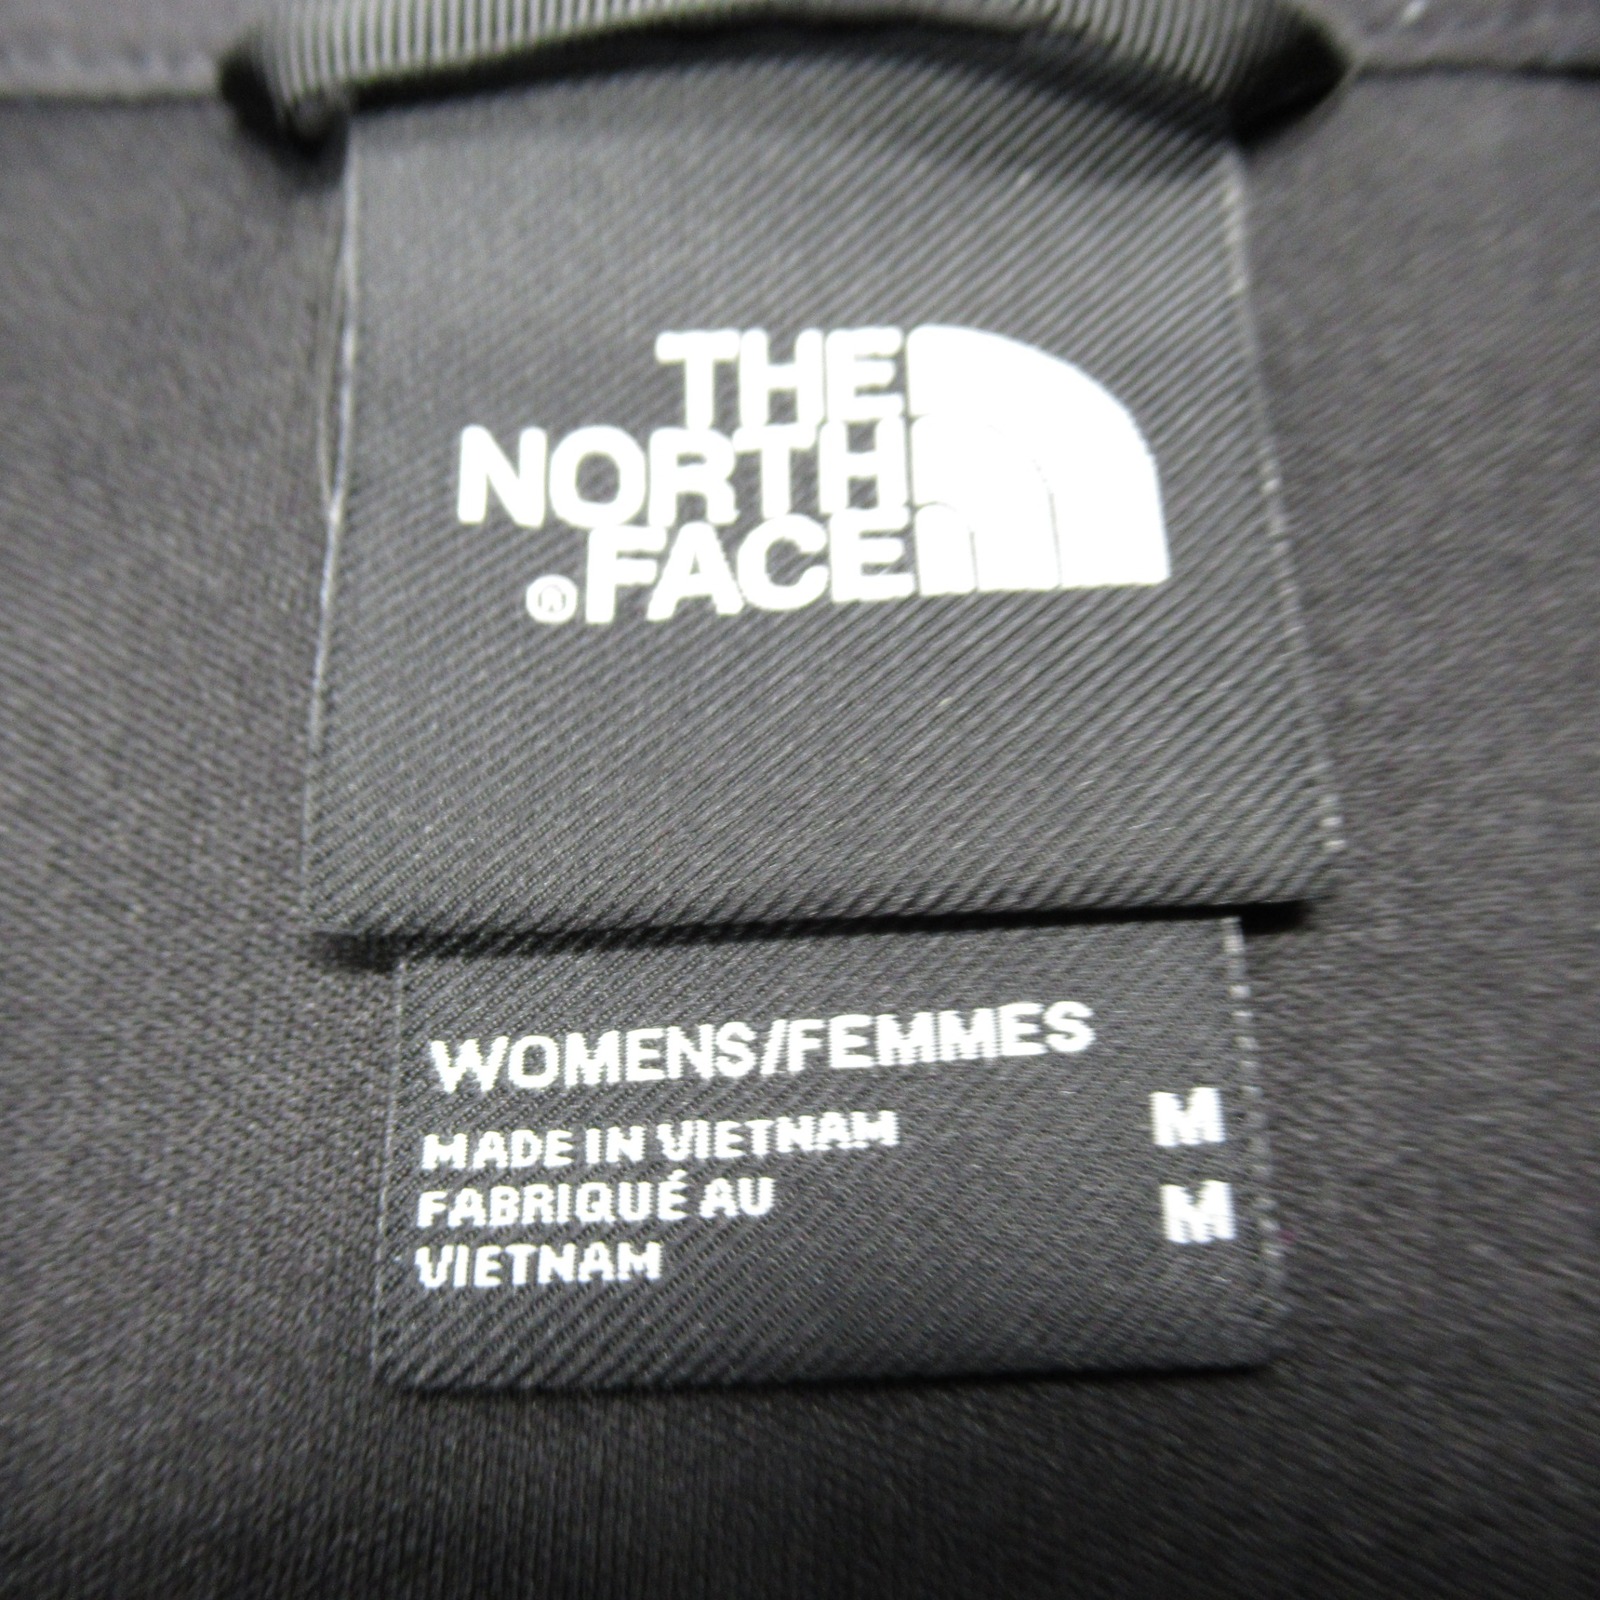 THE
NORTH
®FACE
WOMENS/FEMMES
MADE IN VIETNAM M
FABRIQUÉ AU M
VIETNAM